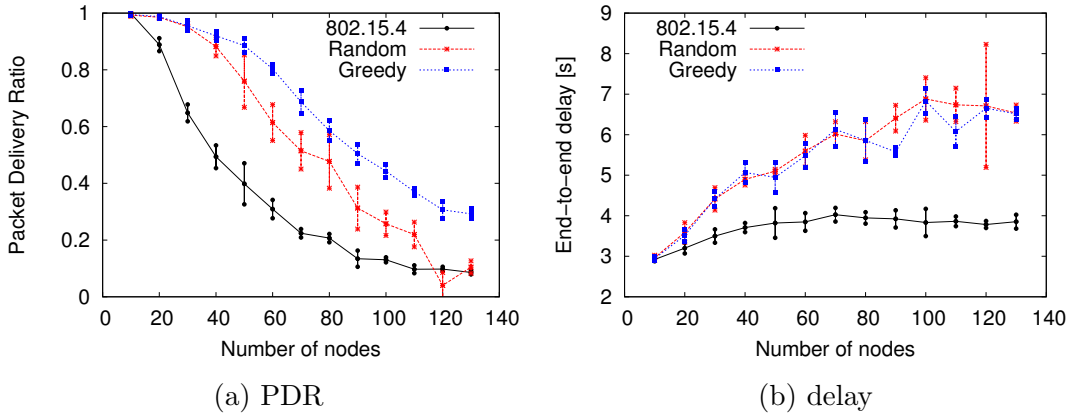 802.15.4
Random
Greedy
Packet Delivery Ratio
1
0.8
0.6
0.4
0.2
0
0 20 40 60 80 100 120 140
Number of nodes
(a) PDR
802.15.4
Random
Greedy
End-to-end delay [s]
9
8
7
6
5
4
3
2
0 20 40 60 80 100 120 140
Number of nodes
(b) delay